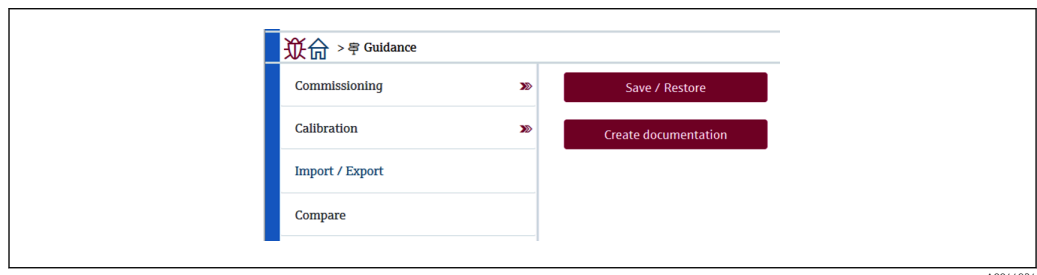 > Guidance
Commissioning
Save / Restore
Calibration
Create documentation
Import / Export
Compare